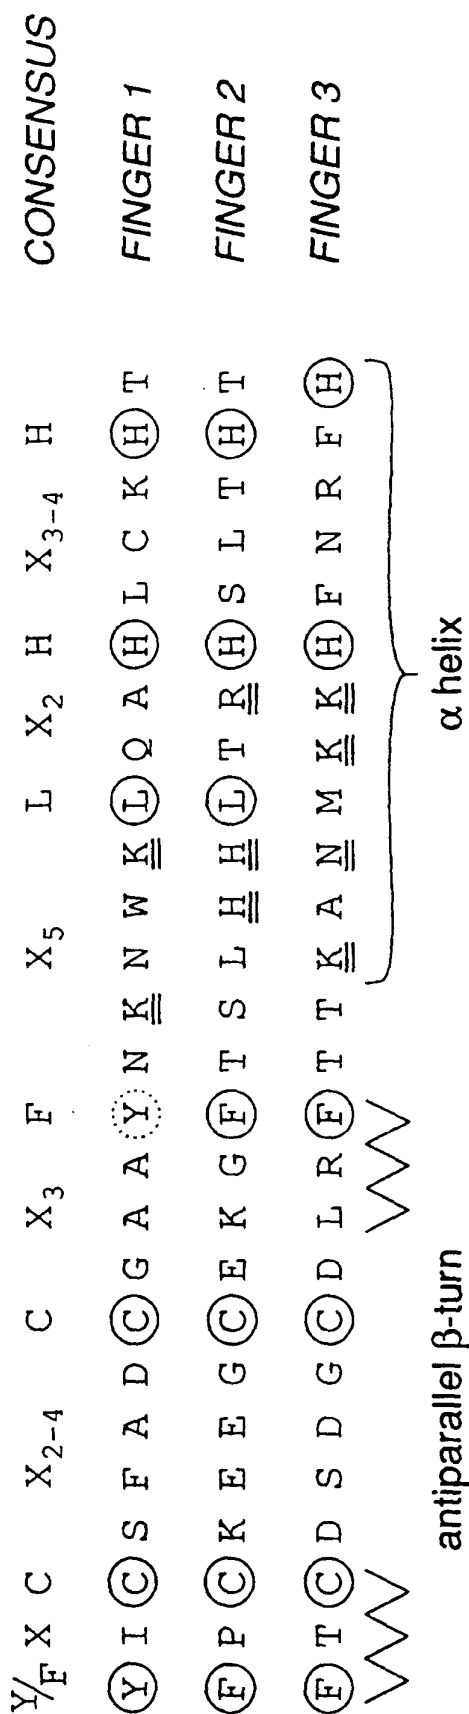 Y/F X C X2-4 C X3 F X5 L X2 H X3-4 H CONSENSUS
Y I C S F A D C G A A Y N K N W K L Q A H L C K H T FINGER 1
F P C K E E G C E K G F T S L H H L T R H S L T H T FINGER 2
F T C D S D G C D L R F T T K A N M K K H F N R F H FINGER 3
antiparallel β-turn α helix